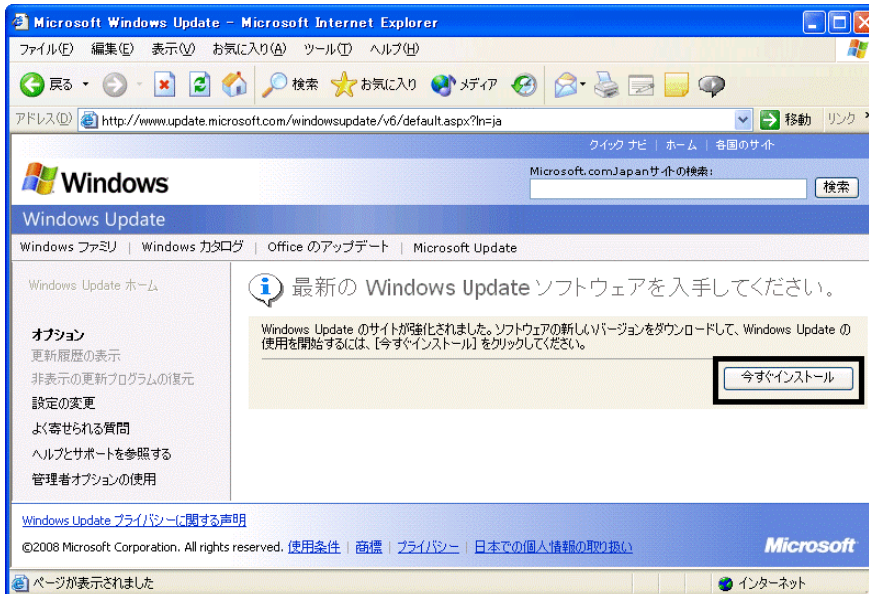 Microsoft Windows Update - Microsoft Internet Explorer
ファイル(F) 編集(E) 表示(V) お気に入り(A) ツール(T) ヘルプ(H)
戻る 検索 お気に入り メディア
アドレス(D) http://www.update.microsoft.com/windowsupdate/v6/default.aspx?ln=ja 移動 リンク
クイック ナビ | ホーム | 各国のサイト
Windows
Microsoft.comJapanサイトの検索:
検索
Windows Update
Windows ファミリ | Windows カタログ | Office のアップデート | Microsoft Update
Windows Update ホーム
オプション
更新履歴の表示
非表示の更新プログラムの復元
設定の変更
よく寄せられる質問
ヘルプとサポートを参照する
管理者オプションの使用
最新の Windows Update ソフトウェアを入手してください。
Windows Update のサイトが強化されました。ソフトウェアの新しいバージョンをダウンロードして、Windows Update の
使用を開始するには、[今すぐインストール] をクリックしてください。
今すぐインストール
Windows Update プライバシーに関する声明
©2008 Microsoft Corporation. All rights reserved. 使用条件 | 商標 | プライバシー | 日本での個人情報の取り扱い
Microsoft
ページが表示されました インターネット